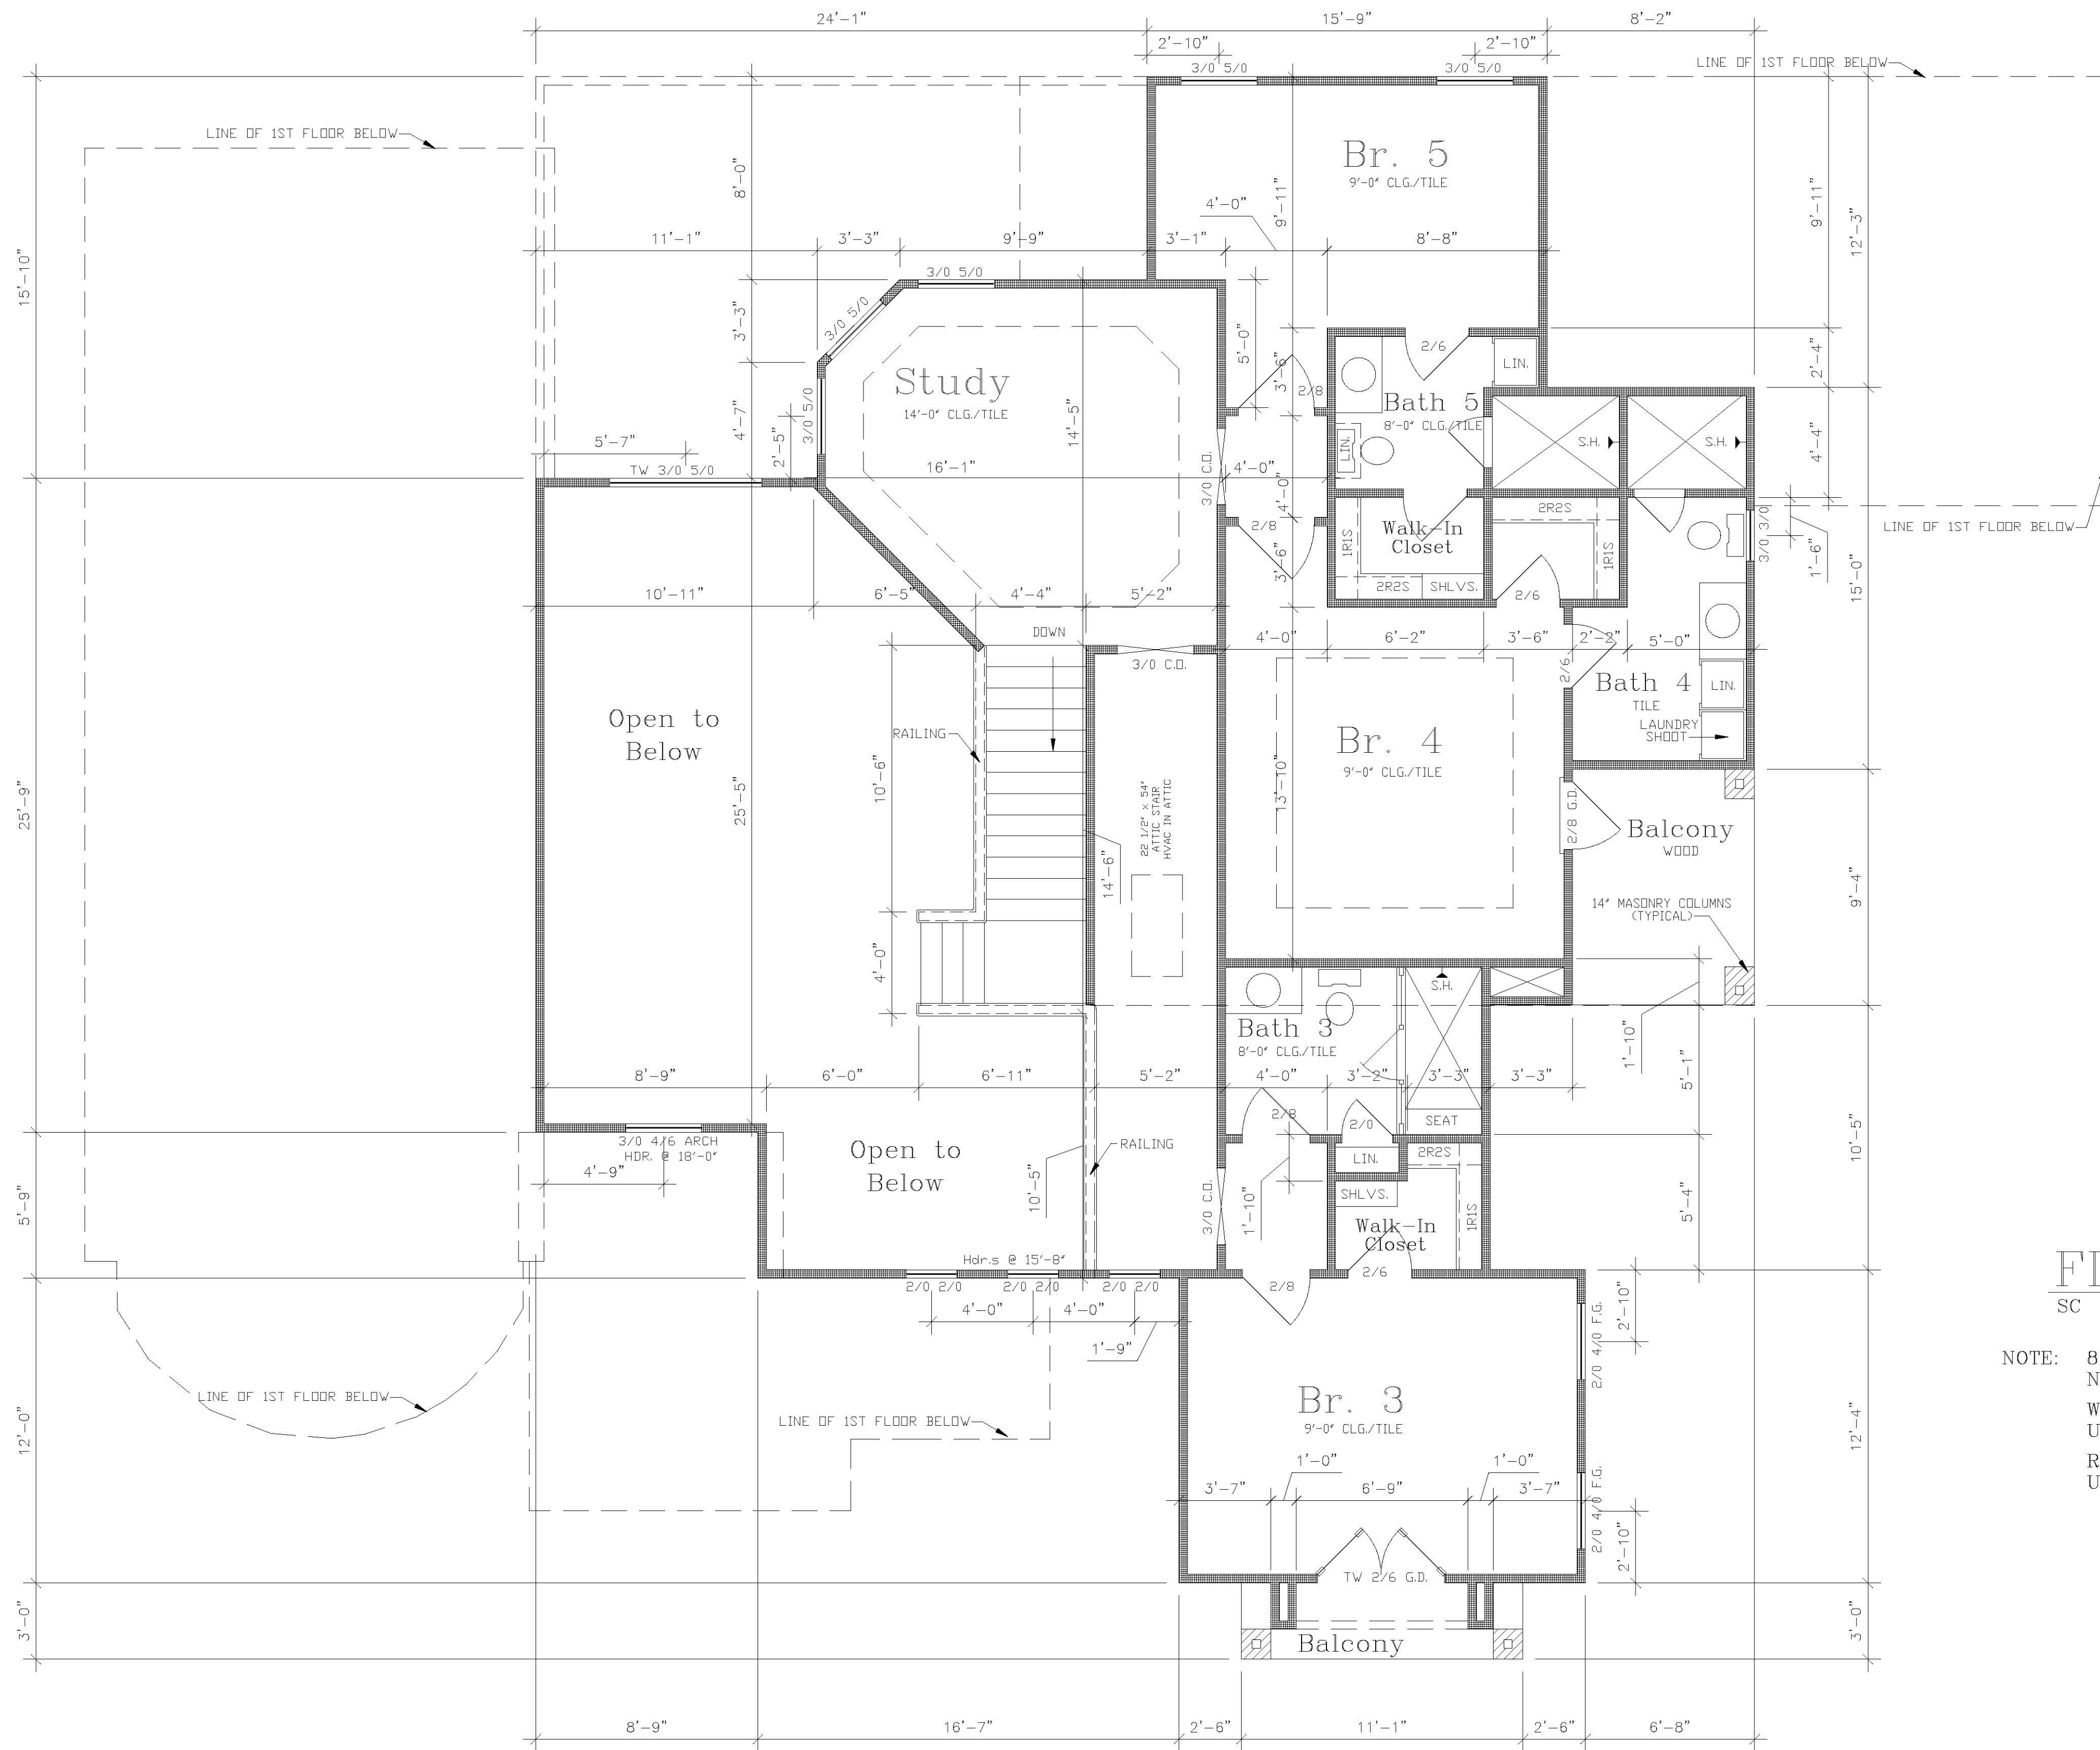 24'-1"
15'-9"
8'-2"
2'-10"
2'-10"
3/0 5/0
3/0 5/0
LINE OF 1ST FLOOR BELOW
LINE OF 1ST FLOOR BELOW
Br. 5
9'-0" CLG./TILE
8'-0"
9'-11"
4'-0"
9'-11"
12'-3"
15'-10"
11'-1"
3'-3"
9'-9"
3'-1"
8'-8"
3/0 5/0
3/0 5/0
3'-3"
5'-0"
3'-6"
2/6
LIN.
2'-4"
Study
14'-0" CLG./TILE
2/8
Bath 5
8'-0" CLG./TILE
3/0 5/0
4'-7"
2'-5"
14'-5"
5'-7"
TW 3/0 5/0
16'-1"
3/0 C.O.
4'-0"
4'-0"
LIN.
S.H.
S.H.
4'-4"
2/8
Walk-In
Closet
1R1S
2R2S
SHLVS.
2R2S
1R1S
3/0 3/0
1'-6"
LINE OF 1ST FLOOR BELOW
15'-0"
3'-6"
2/6
10'-11"
6'-5"
4'-4"
5'-2"
DOWN
3/0 C.O.
4'-0"
6'-2"
3'-6"
2'-2"
5'-0"
2/6
Bath 4
TILE
LIN.
LAUNDRY
SHOOT
Open to
Below
RAILING
Br. 4
9'-0" CLG./TILE
25'-9"
25'-5"
10'-6"
22 1/2" x 54"
ATTIC STAIR
HVAC IN ATTIC
13'-10"
2/8 G.D.
Balcony
WOOD
14'-6"
9'-4"
14" MASONRY COLUMNS
(TYPICAL)
4'-0"
S.H.
Bath 3
8'-0" CLG./TILE
1'-10"
5'-1"
8'-9"
6'-0"
6'-11"
5'-2"
4'-0"
3'-2"
3'-3"
3'-3"
2/8
2/0
SEAT
3/0 4/6 ARCH
HDR. @ 18'-0"
4'-9"
Open to
Below
RAILING
LIN.
2R2S
10'-5"
5'-9"
10'-5"
3/0 C.O.
1'-10"
SHLVS.
1R1S
5'-4"
Walk-In
Closet
Hdr.s @ 15'-8"
2/0 2/0
2/0 2/0
2/0 2/0
2/8
2/6
4'-0"
4'-0"
1'-9"
2/0 4/0 F.G.
2'-10"
SC
NOTE: 8
N
W
U
R
U
LINE OF 1ST FLOOR BELOW
LINE OF 1ST FLOOR BELOW
Br. 3
9'-0" CLG./TILE
12'-0"
12'-4"
1'-0"
1'-0"
3'-7"
6'-9"
3'-7"
2/0 4/0 F.G.
2'-10"
TW 2/6 G.D.
3'-0"
Balcony
3'-0"
8'-9"
16'-7"
2'-6"
11'-1"
2'-6"
6'-8"